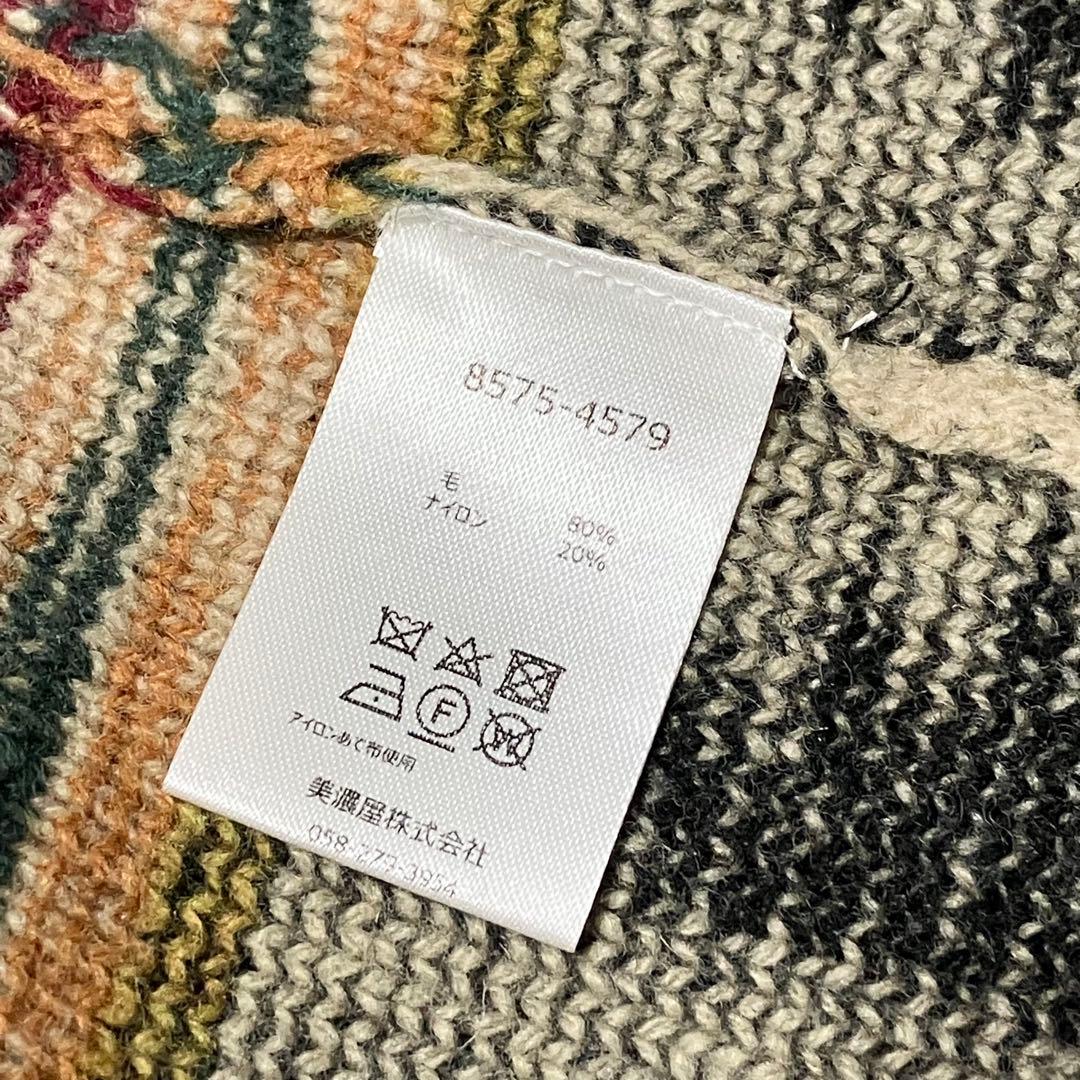 8575-4579
毛 80%
ナイロン 20%
F
W
アイロンあて布使用
美濃屋株式会社
058-273-3954